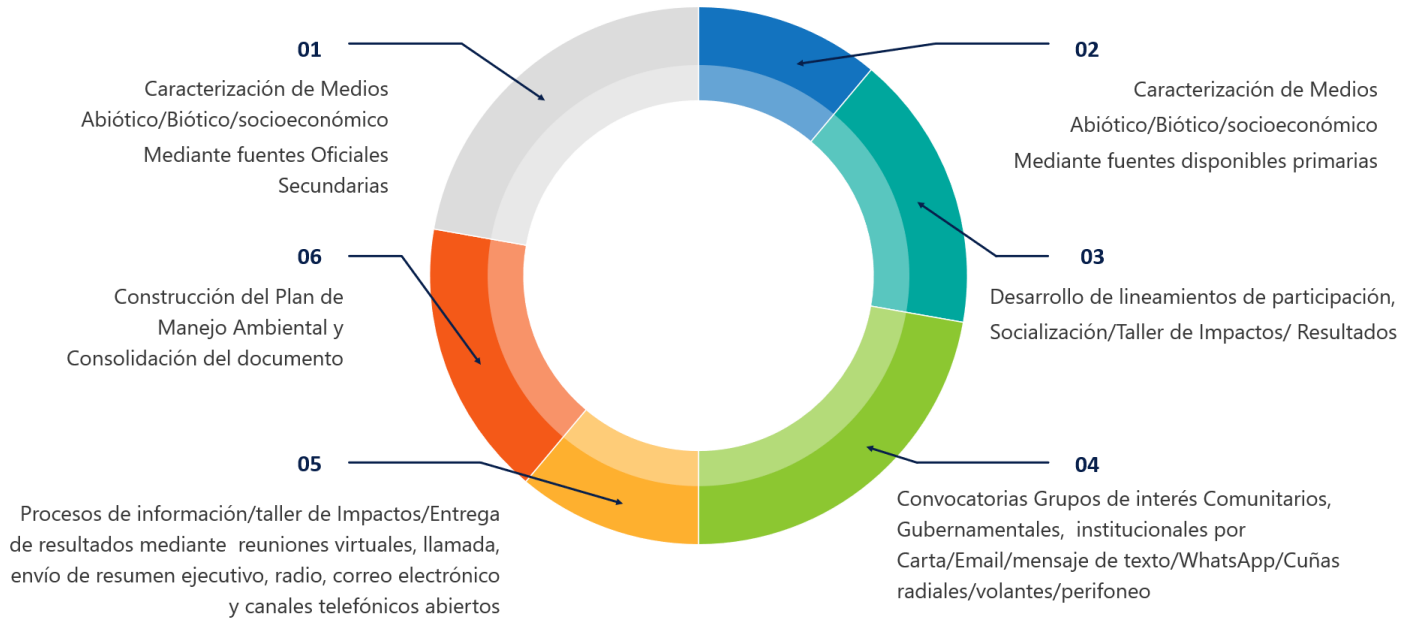 01
Caracterización de Medios
Abiótico/Biótico/socioeconómico
Mediante fuentes Oficiales
Secundarias
02
Caracterización de Medios
Abiótico/Biótico/socioeconómico
Mediante fuentes disponibles primarias
03
Desarrollo de lineamientos de participación,
Socialización/Taller de Impactos/ Resultados
04
Convocatorias Grupos de interés Comunitarios,
Gubernamentales, institucionales por
Carta/Email/mensaje de texto/WhatsApp/Cuñas
radiales/volantes/perifoneo
05
Procesos de información/taller de Impactos/Entrega
de resultados mediante reuniones virtuales, llamada,
envío de resumen ejecutivo, radio, correo electrónico
y canales telefónicos abiertos
06
Construcción del Plan de
Manejo Ambiental y
Consolidación del documento